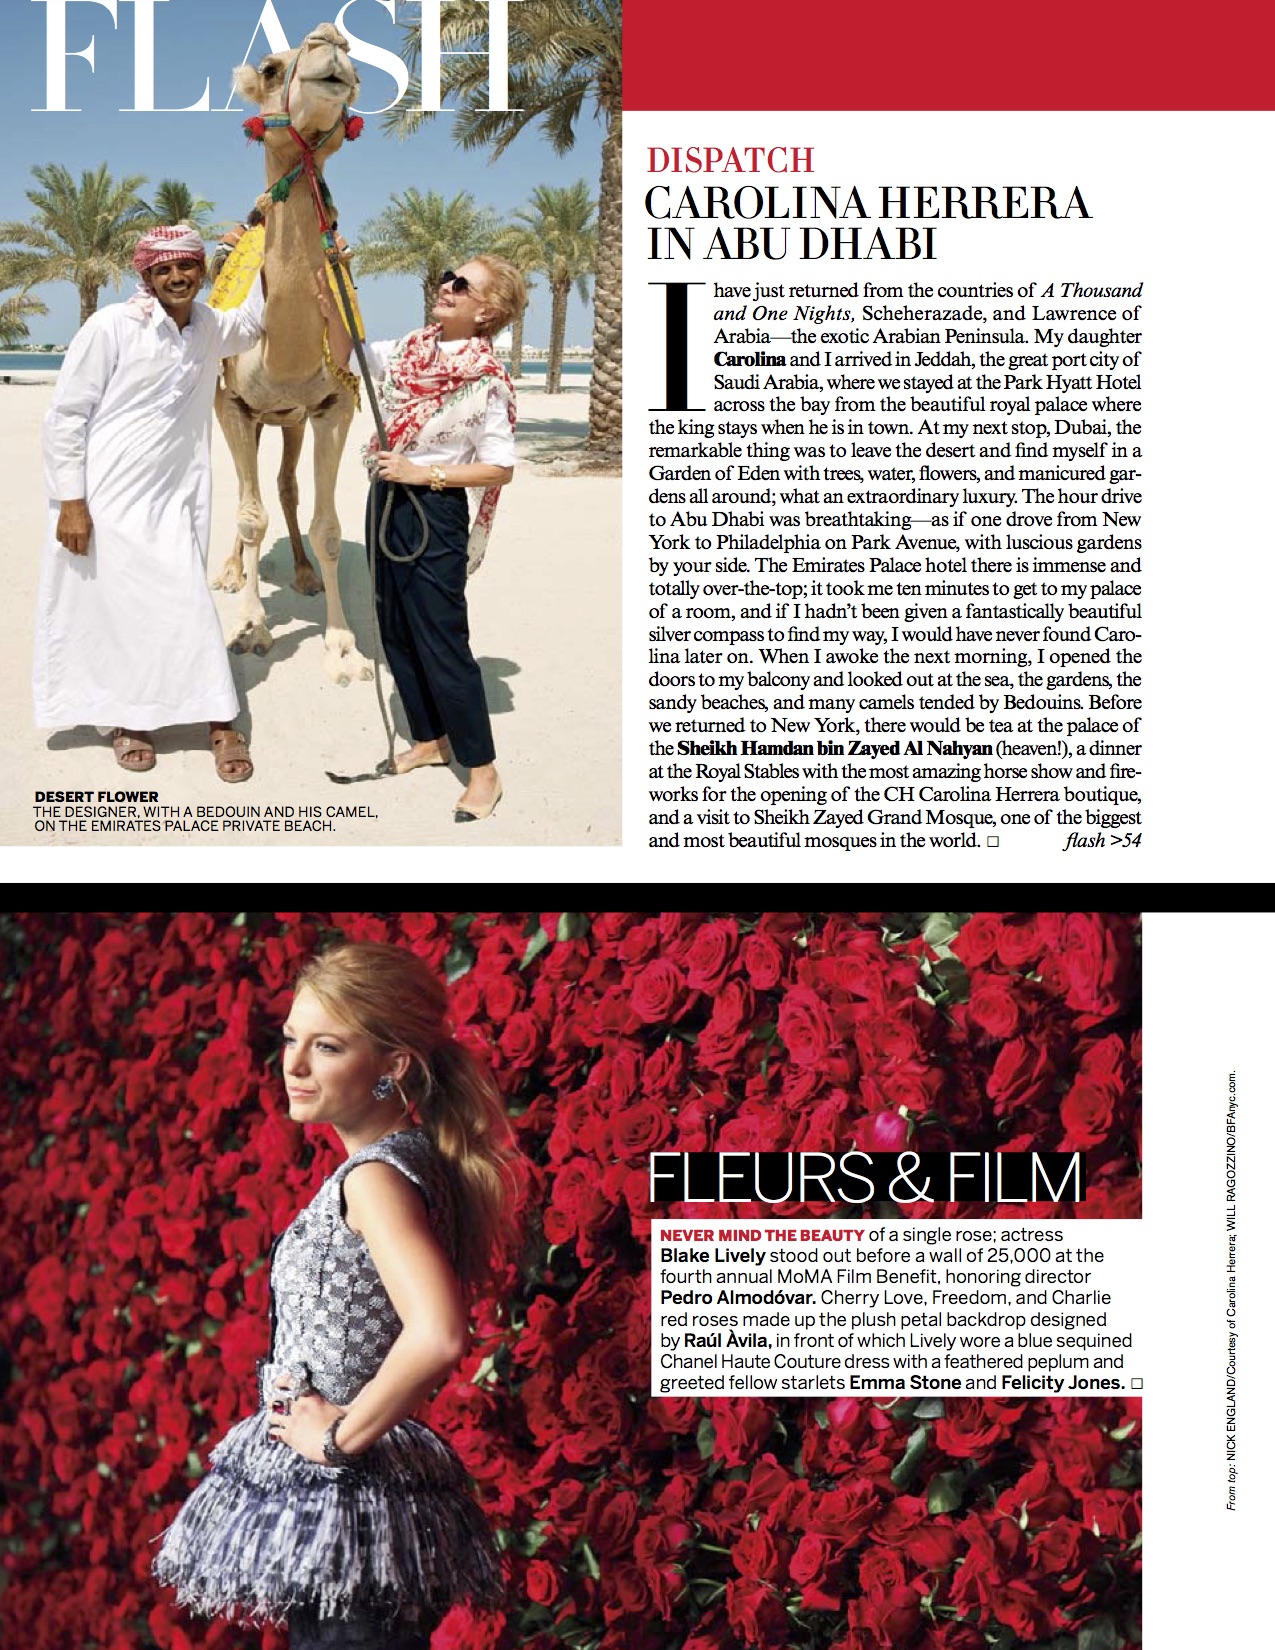 FLASH
DISPATCH
CAROLINA HERRERA
IN ABU DHABI
I have just returned from the countries of A Thousand
and One Nights, Scheherazade, and Lawrence of
Arabia—the exotic Arabian Peninsula. My daughter
Carolina and I arrived in Jeddah, the great port city of
Saudi Arabia, where we stayed at the Park Hyatt Hotel
across the bay from the beautiful royal palace where
the king stays when he is in town. At my next stop, Dubai, the
remarkable thing was to leave the desert and find myself in a
Garden of Eden with trees, water, flowers, and manicured gar-
dens all around; what an extraordinary luxury. The hour drive
to Abu Dhabi was breathtaking—as if one drove from New
York to Philadelphia on Park Avenue, with luscious gardens
by your side. The Emirates Palace hotel there is immense and
totally over-the-top; it took me ten minutes to get to my palace
of a room, and if I hadn't been given a fantastically beautiful
silver compass to find my way, I would have never found Caro-
lina later on. When I awoke the next morning, I opened the
doors to my balcony and looked out at the sea, the gardens, the
sandy beaches, and many camels tended by Bedouins. Before
we returned to New York, there would be tea at the palace of
the Sheikh Hamdan bin Zayed Al Nahyan (heaven!), a dinner
at the Royal Stables with the most amazing horse show and fire-
works for the opening of the CH Carolina Herrera boutique,
and a visit to Sheikh Zayed Grand Mosque, one of the biggest
and most beautiful mosques in the world. □
flash >54
DESERT FLOWER
THE DESIGNER, WITH A BEDOUIN AND HIS CAMEL,
ON THE EMIRATES PALACE PRIVATE BEACH.
FLEURS & FILM
NEVER MIND THE BEAUTY of a single rose; actress
Blake Lively stood out before a wall of 25,000 at the
fourth annual MoMA Film Benefit, honoring director
Pedro Almodóvar. Cherry Love, Freedom, and Charlie
red roses made up the plush petal backdrop designed
by Raúl Àvila, in front of which Lively wore a blue sequined
Chanel Haute Couture dress with a feathered peplum and
greeted fellow starlets Emma Stone and Felicity Jones. □
From top: NICK ENGLAND/Courtesy of Carolina Herrera; WILL RAGOZZINO/BFAnyc.com.